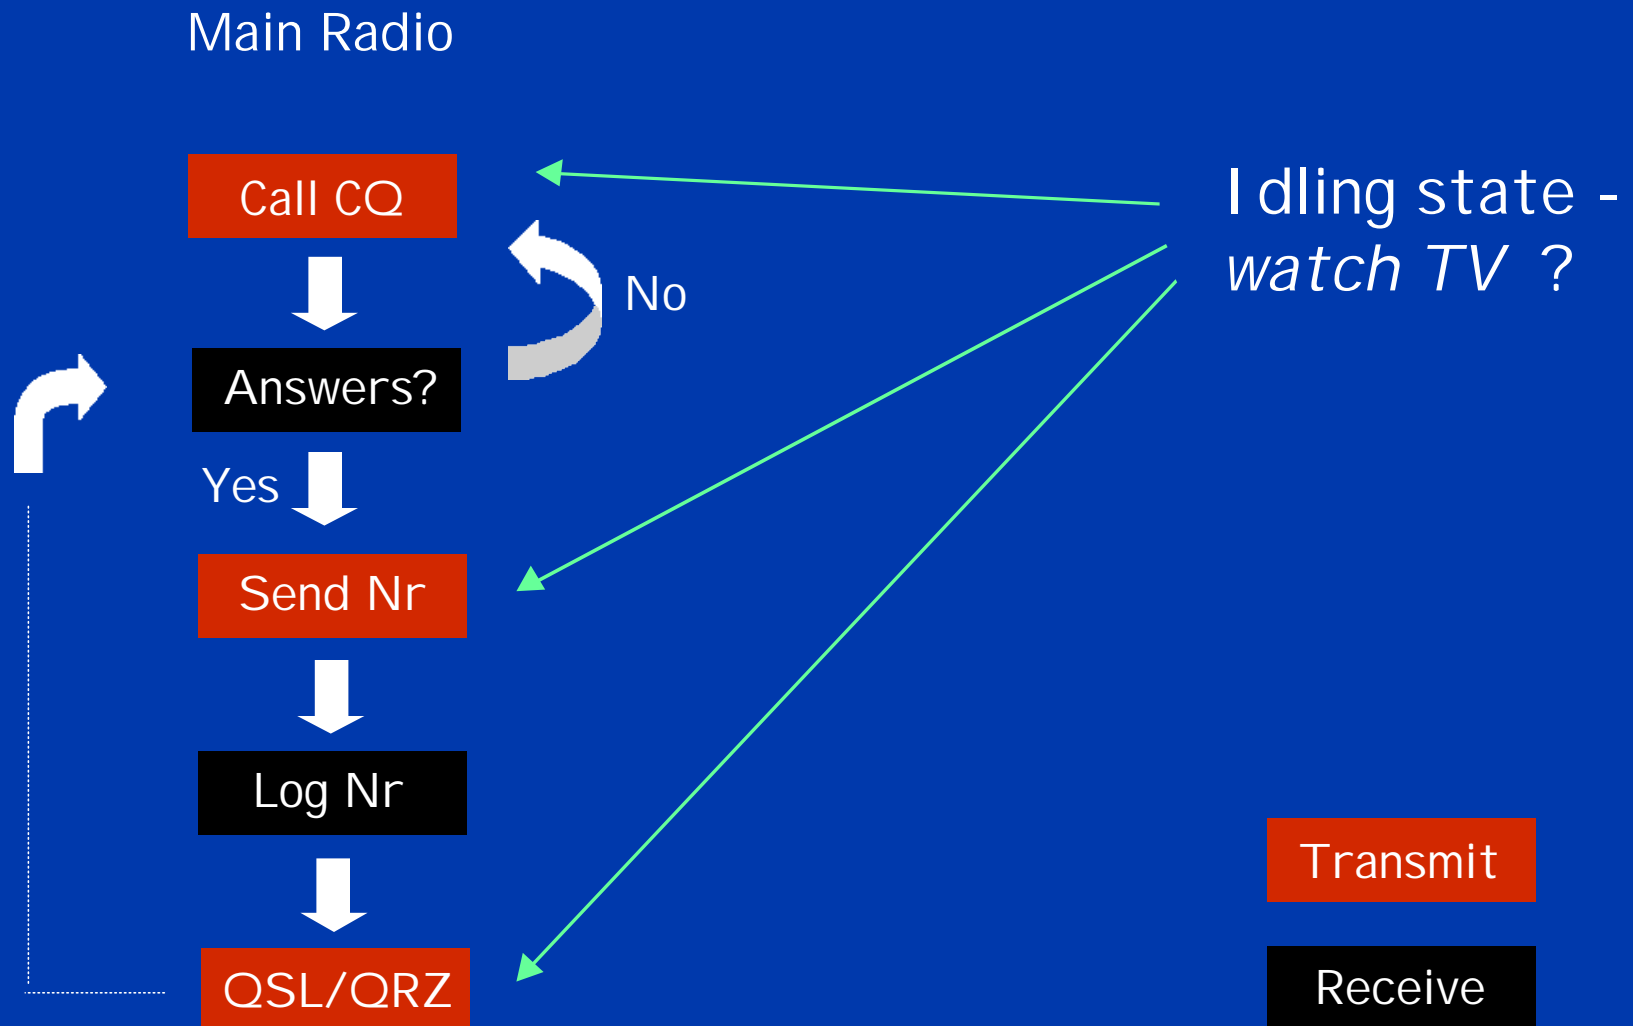 Main Radio
Call CQ
Idling state -
watch TV ?
No
Answers?
Yes
Send Nr
Log Nr
Transmit
QSL/QRZ
Receive